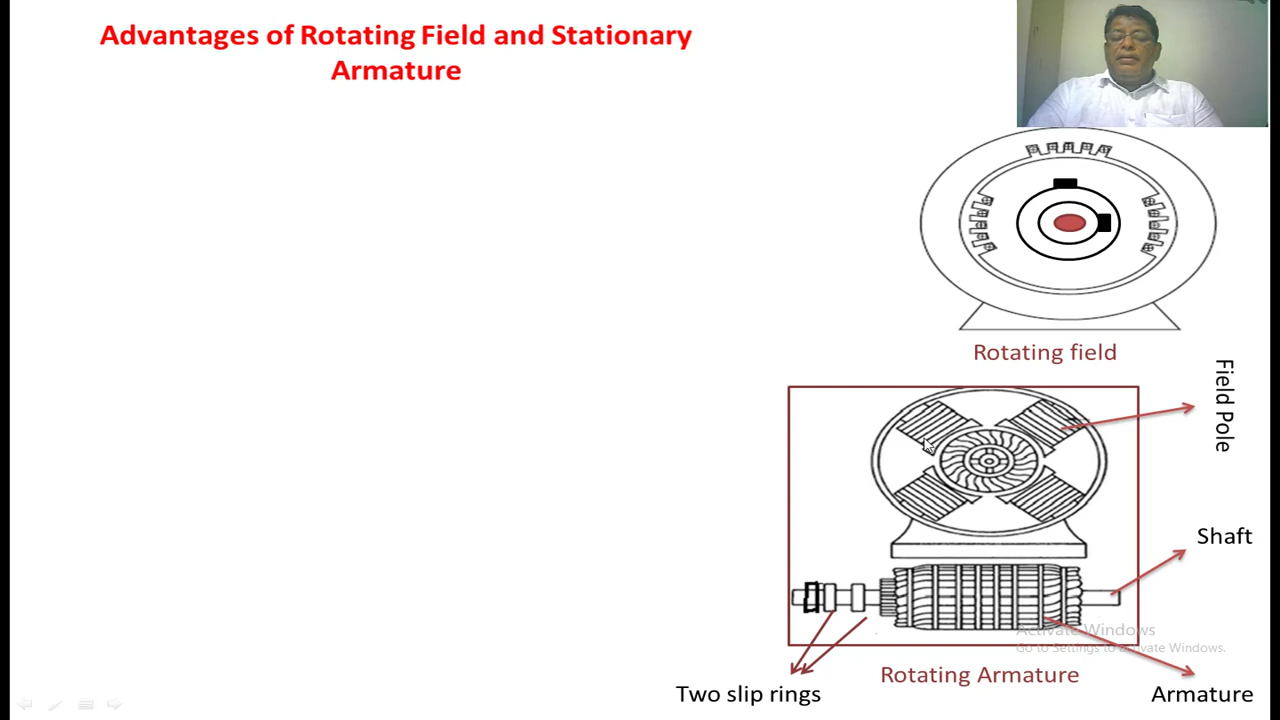 Advantages of Rotating Field and Stationary
Armature
Rotating field
Field Pole
Shaft
Activate Windows
Go to Settings to activate Windows.
Rotating Armature
Two slip rings
Armature